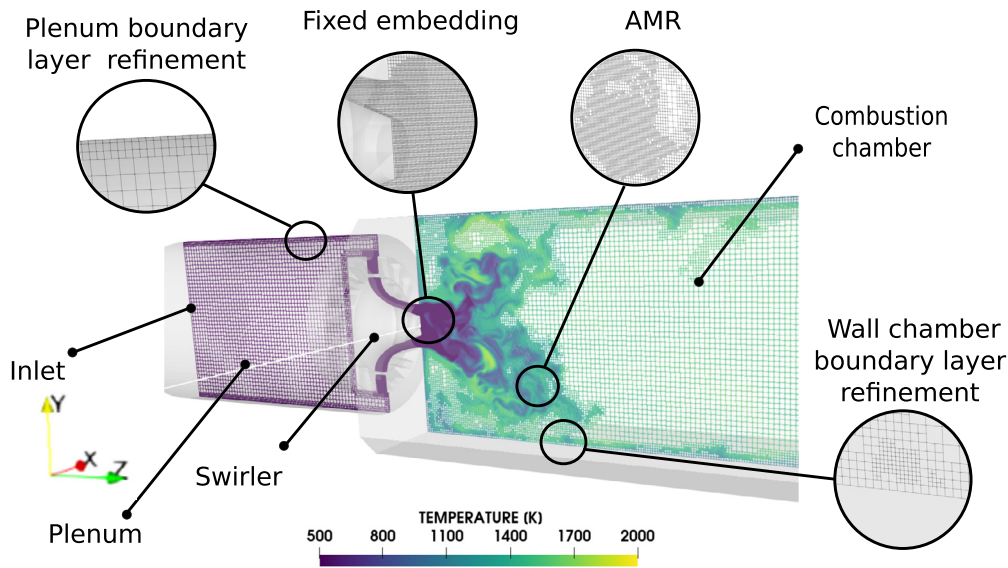 Plenum boundary
layer refinement
Fixed embedding
AMR
Combustion
chamber
Wall chamber
boundary layer
refinement
Inlet
Y
X
Z
Swirler
Plenum
TEMPERATURE (K)
500 800 1100 1400 1700 2000